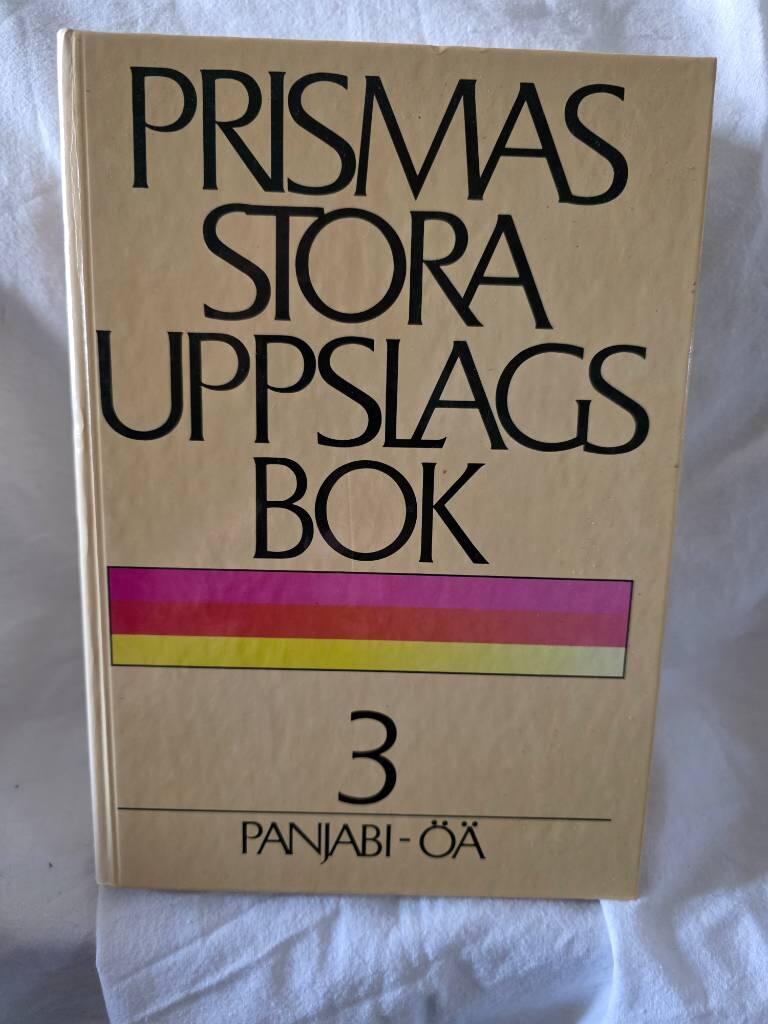 PRISMAS
STORA
UPPSLAGS
BOK
3
PANJABI - ÖÄ